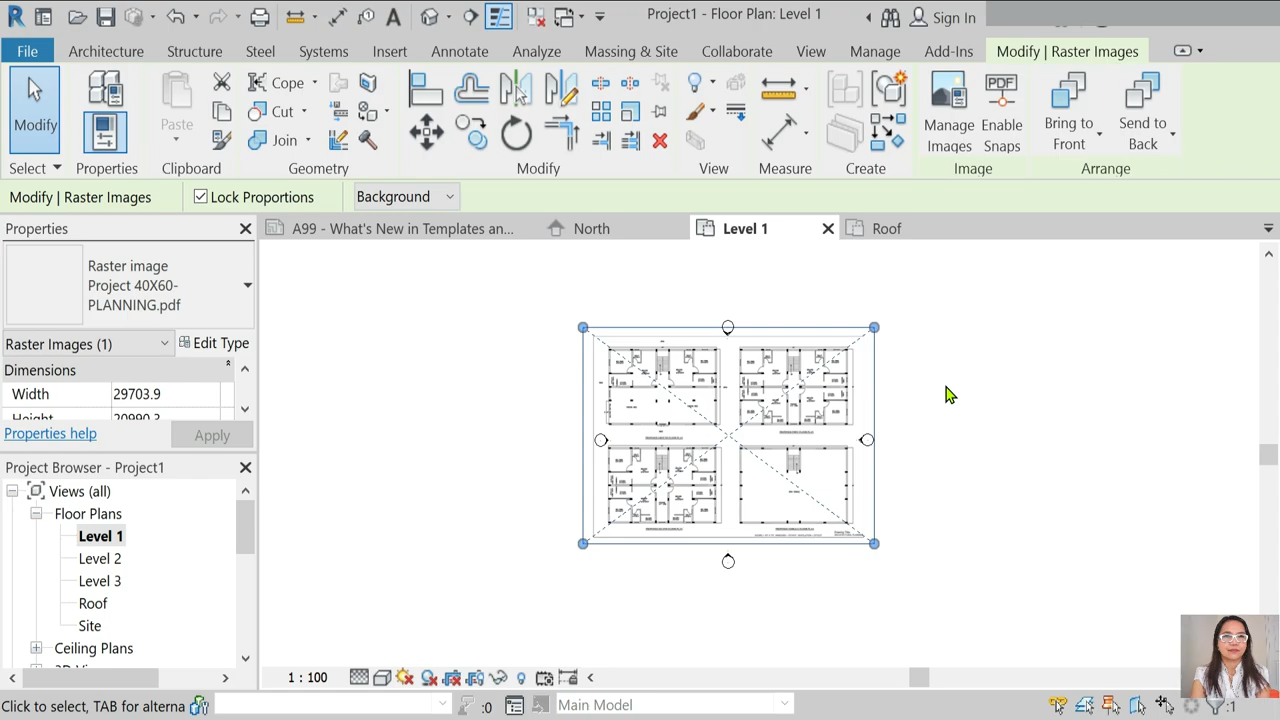 Project1 - Floor Plan: Level 1
Sign In
File
Architecture
Structure
Steel
Systems
Insert
Annotate
Analyze
Massing & Site
Collaborate
View
Manage
Add-Ins
Modify | Raster Images
Modify
Paste
Cope
Cut
Join
Manage Images
Enable Snaps
Bring to Front
Send to Back
PDF
Select
Properties
Clipboard
Geometry
Modify
View
Measure
Create
Image
Arrange
Modify | Raster Images
Lock Proportions
Background
Properties
A99 - What's New in Templates an...
North
Level 1
Roof
Raster image
Project 40X60-
PLANNING.pdf
Raster Images (1)
Edit Type
Dimensions
Width
29703.9
Height
20990.3
Properties help
Apply
Project Browser - Project1
Views (all)
Floor Plans
Level 1
Level 2
Level 3
Roof
Site
Ceiling Plans
1 : 100
Click to select, TAB for alterna
:0
Main Model
:1